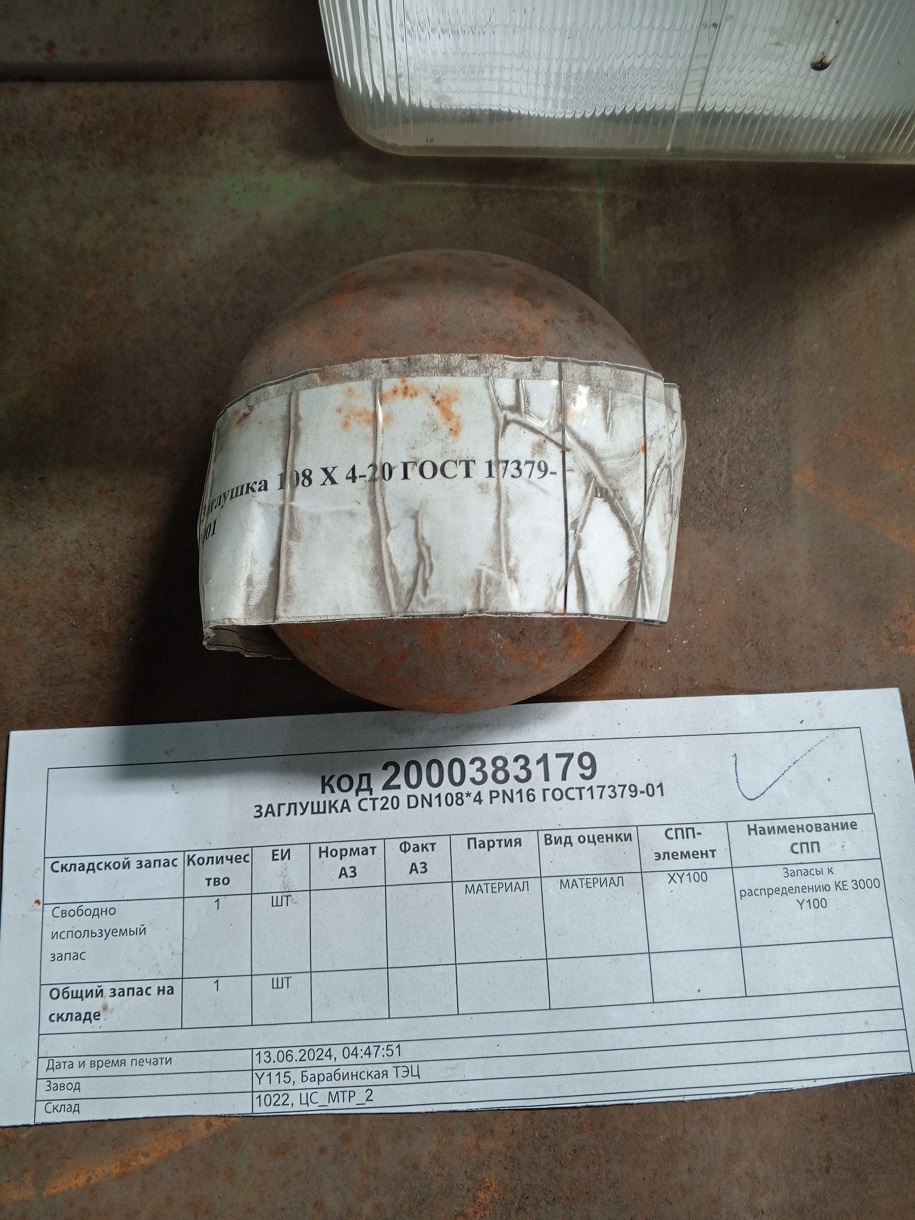 108 Х 4-20 ГОСТ 17379-
КОД 2000383179
ЗАГЛУШКА СТ20 DN108*4 PN16 ГОСТ17379-01
Складской запас Количес ЕИ Нормат Факт Партия Вид оценки СПП- Наименование
тво АЗ АЗ элемент СПП
Свободно 1 ШТ МАТЕРИАЛ МАТЕРИАЛ XY100 Запасы к
используемый распределению КЕ 3000
запас Y100
Общий запас на 1 ШТ
складе
Дата и время печати 13.06.2024, 04:47:51
Завод Y115, Барабинская ТЭЦ
Склад 1022, ЦС_МТР_2